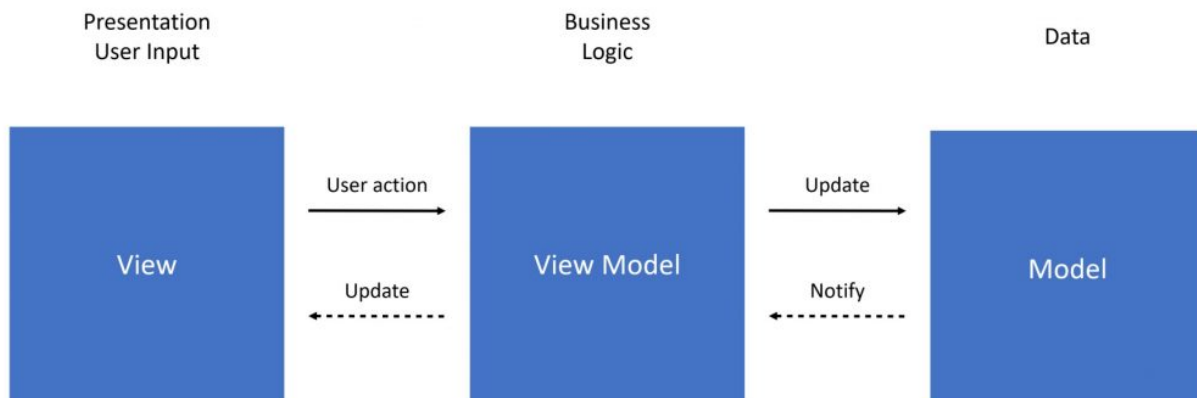 Presentation
User Input
Business
Logic
Data
User action
Update
View
View Model
Model
Update
Notify